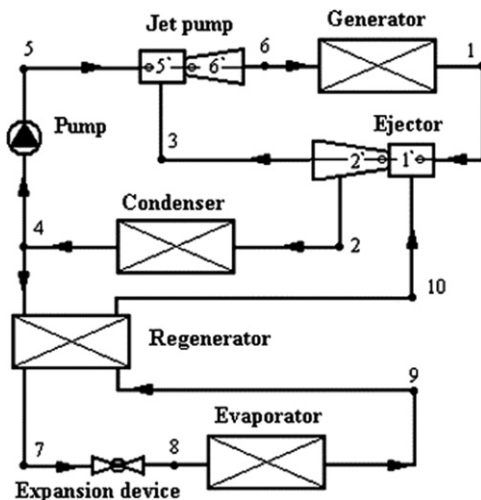 Jet pump
Generator
5
6
1
5`
6`
Pump
3
Ejector
2`
1`
Condenser
4
2
10
Regenerator
9
Evaporator
7
8
Expansion device